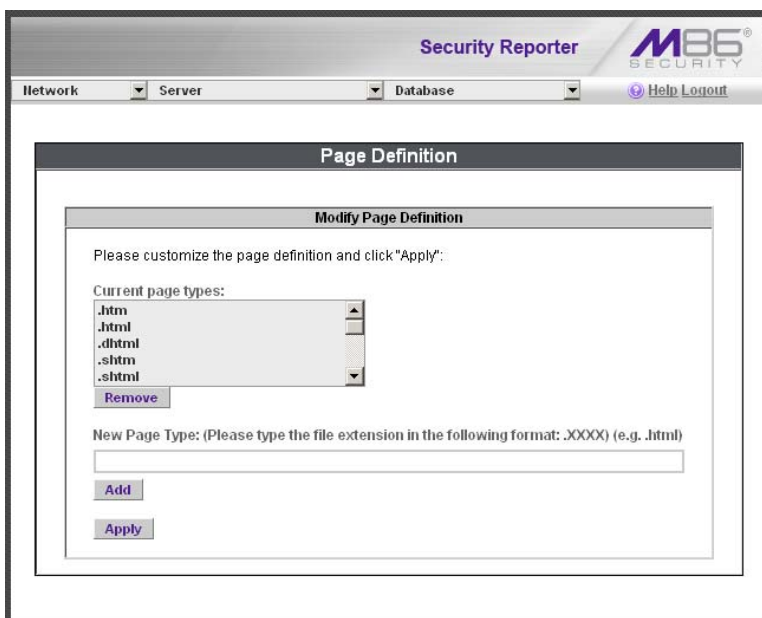 Security Reporter
M86®
SECURITY
Network Server Database Help Logout
Page Definition
Modify Page Definition
Please customize the page definition and click "Apply":
Current page types:
.htm
.html
.dhtml
.shtm
.shtml
Remove
New Page Type: (Please type the file extension in the following format: .XXXX) (e.g. .html)
Add
Apply